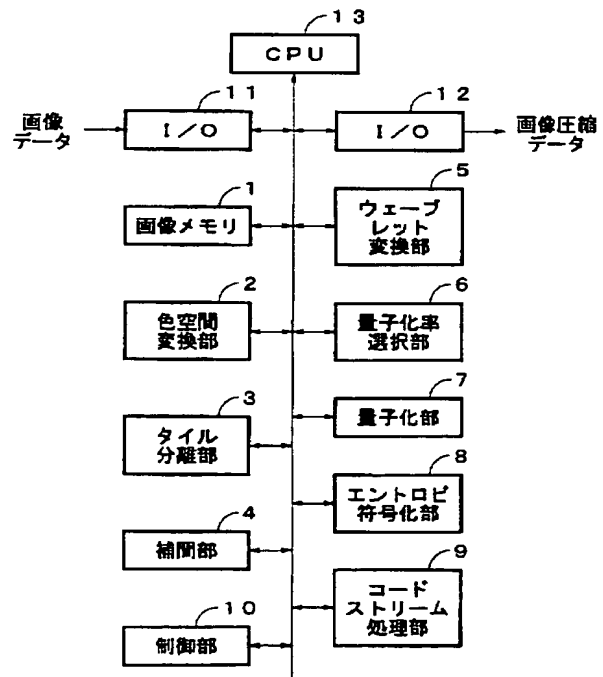 13
CPU
11
12
画像
データ
I/O
I/O
画像圧縮
データ
1
画像メモリ
5
ウェーブ
レット
変換部
2
色空間
変換部
6
量子化率
選択部
3
タイル
分離部
7
量子化部
8
エントロピ
符号化部
4
補間部
9
コード
ストリーム
処理部
10
制御部